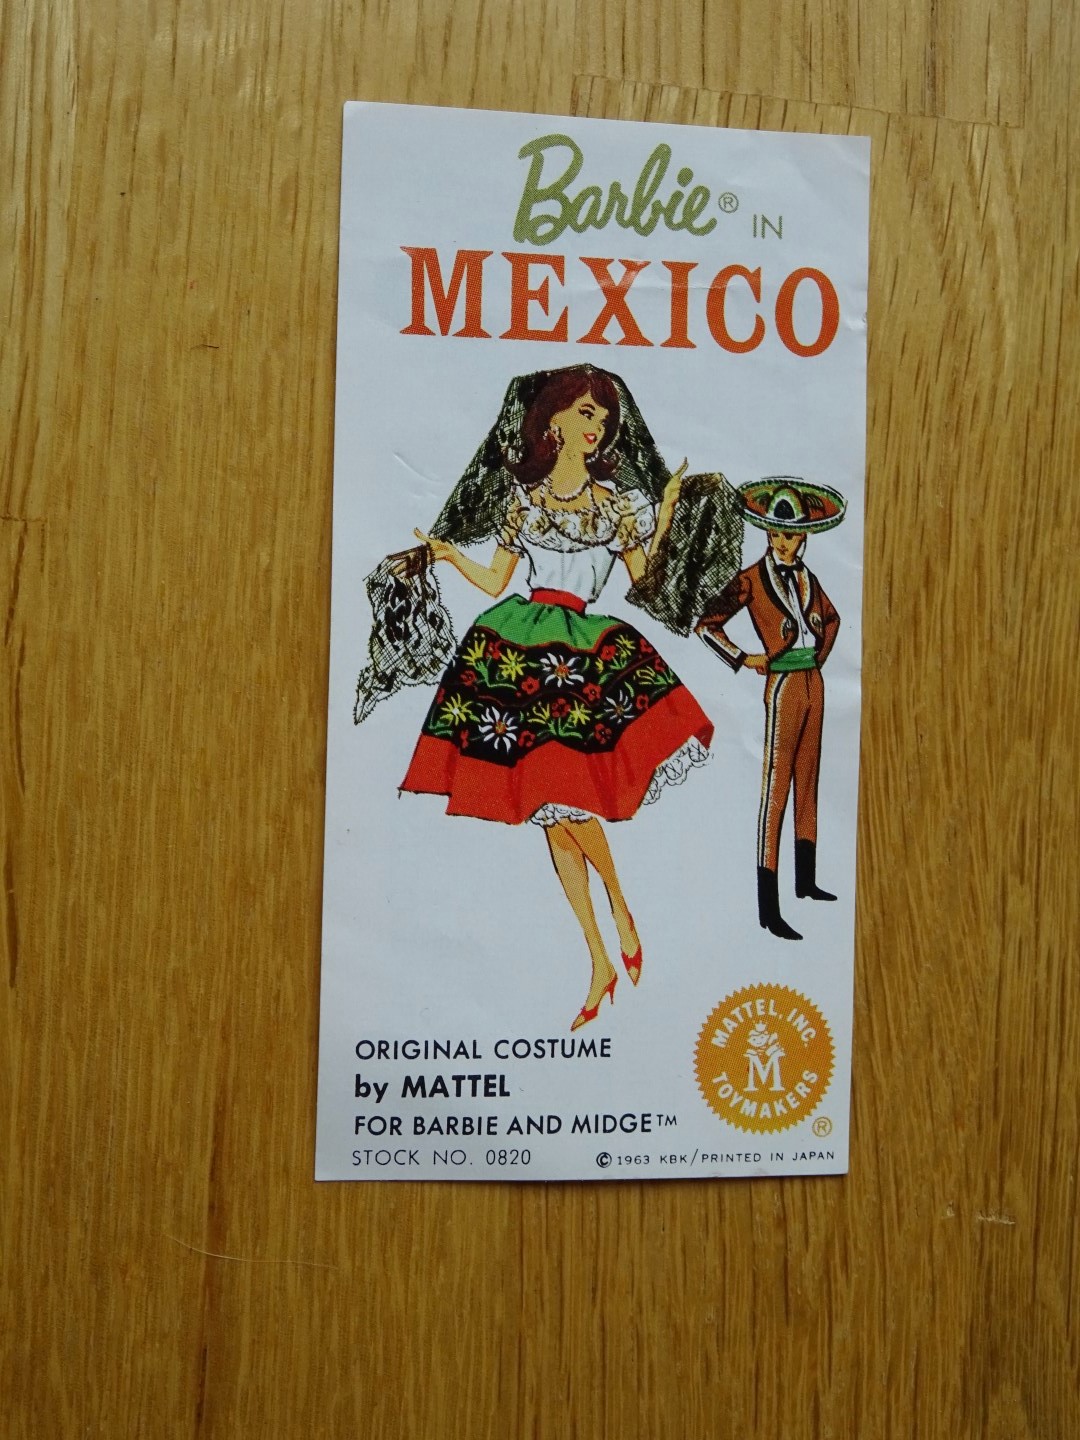 Barbie® IN
MEXICO
ORIGINAL COSTUME
by MATTEL
FOR BARBIE AND MIDGE™
STOCK NO. 0820
MATTEL, INC.
M
TOYMAKERS
®
© 1963 KBK/PRINTED IN JAPAN